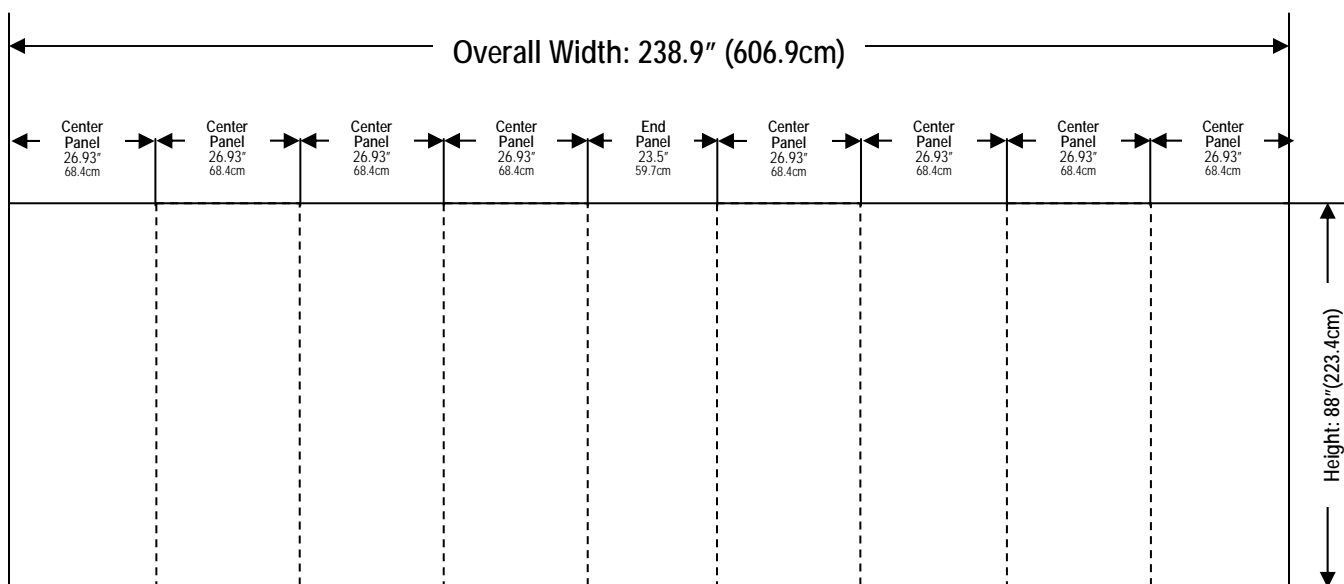 Overall Width: 238.9" (606.9cm)
Center
Panel
26.93"
68.4cm
Center
Panel
26.93"
68.4cm
Center
Panel
26.93"
68.4cm
Center
Panel
26.93"
68.4cm
End
Panel
23.5"
59.7cm
Center
Panel
26.93"
68.4cm
Center
Panel
26.93"
68.4cm
Center
Panel
26.93"
68.4cm
Center
Panel
26.93"
68.4cm
Height: 88"(223.4cm)